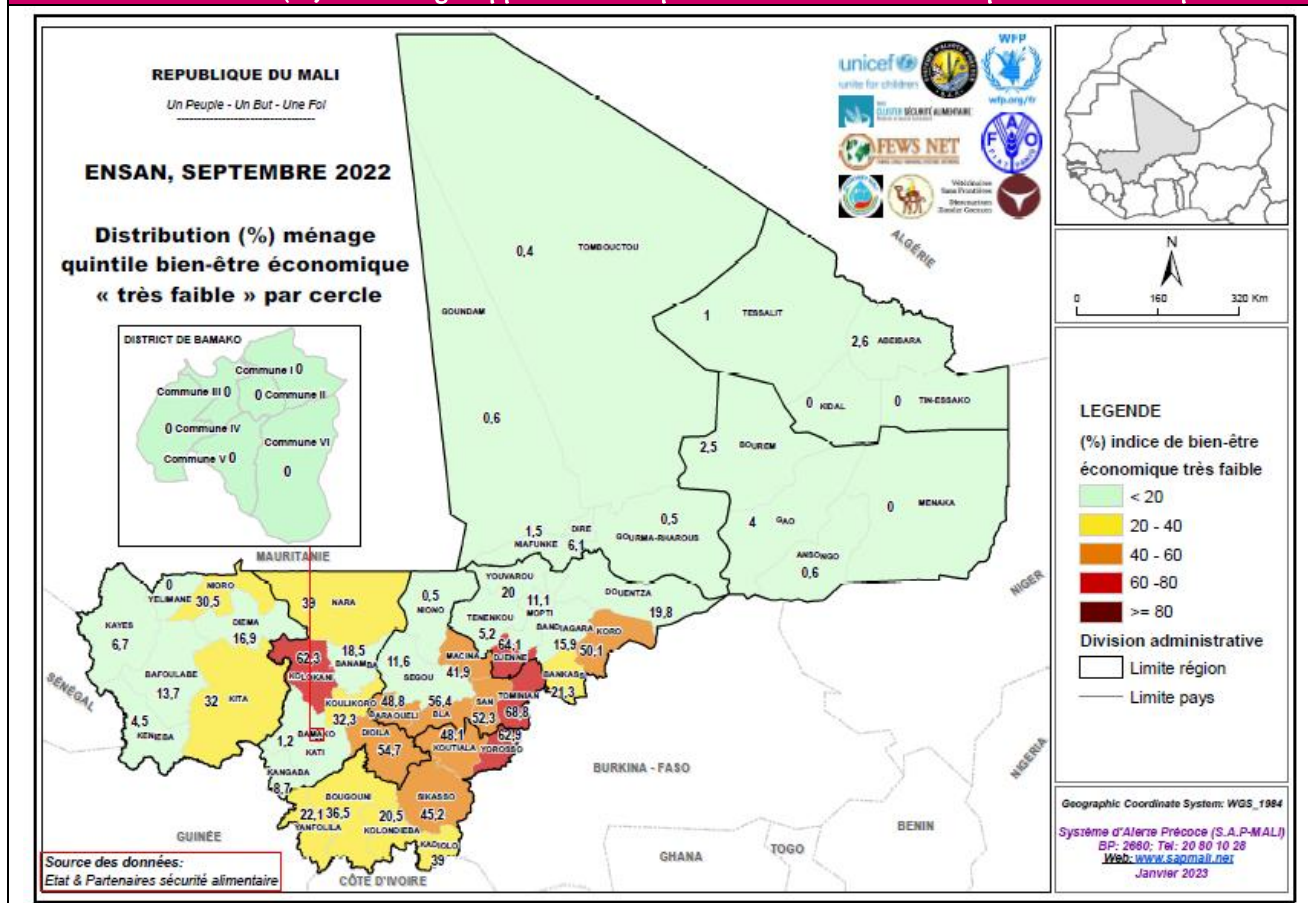 REPUBLIQUE DU MALI
Un Peuple - Un But - Une Foi
ENSAN, SEPTEMBRE 2022
Distribution (%) ménage
quintile bien-être économique
« très faible » par cercle
DISTRICT DE BAMAKO
Commune I 0
Commune III 0
0 Commune II
0 Commune IV
Commune VI
Commune V 0
0
unicef
unite for children
WFP
wfp.org/fr
CLUSTER SÉCURITÉ ALIMENTAIRE
FEWS NET
FAO
FIAT PANIS
Vétérinaires
Sans Frontières
ALGÉRIE
0,4
TOMBOUCTOU
GOUNDAM
0,6
1
TESSALIT
2,6
ABEIBARA
0
KIDAL
0
TIN-ESSAKO
2,5
BOUREM
0
MENAKA
4
GAO
ANSONGO
0,6
0,5
GOURMA-RHAROUS
1,5
NIAFUNKE
DIRE
6,1
MAURITANIE
0
YELIMANE
NIORO
30,5
39
NARA
0,5
NIONO
YOUVAROU
20
11,1
MOPTI
DOUENTZA
19,8
KAYES
6,7
DIEMA
16,9
TENENKOU
5,2
BANDIAGARA
15,9
KORO
50,1
64,1
DJENNE
62,3
KOLOKANI
18,5
BANAMBA
11,6
SEGOU
MACINA
41,9
BANKASS
21,3
BAFOULABE
13,7
32
KITA
KOULIKORO
32,3
48,8
BARAOUELI
56,4
BLA
SAN
52,3
TOMINIAN
68,8
4,5
KENIEBA
1,2
BAMAKO
KATI
DIOILA
54,7
48,1
KOUTIALA
62,9
YOROSSO
KANGABA
8,7
BOUGOUNI
22,1
36,5
YANFOLILA
20,5
KOLONDIEBA
SIKASSO
45,2
KADIOLO
39
SÉNÉGAL
GUINÉE
CÔTE D'IVOIRE
BURKINA - FASO
GHANA
TOGO
BENIN
NIGERIA
NIGER
Source des données:
Etat & Partenaires sécurité alimentaire
N
0 160 320 Km
LEGENDE
(%) indice de bien-être
économique très faible
< 20
20 - 40
40 - 60
60 -80
>= 80
Division administrative
Limite région
Limite pays
Geographic Coordinate System: WGS_1984
Système d'Alerte Précoce (S.A.P-MALI)
BP: 2660; Tel: 20 80 10 28
Web: www.sapmali.net
Janvier 2023